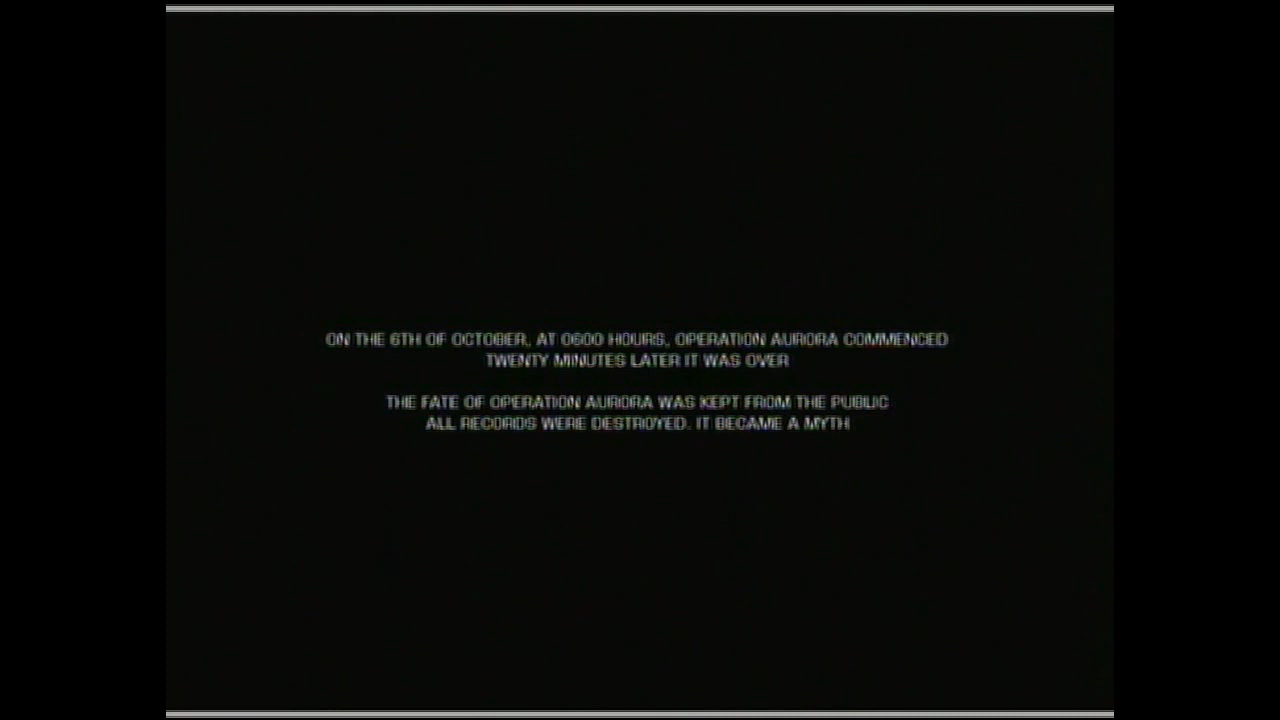 ON THE 6TH OF OCTOBER, AT 0600 HOURS, OPERATION AURORA COMMENCED
TWENTY MINUTES LATER IT WAS OVER
THE FATE OF OPERATION AURORA WAS KEPT FROM THE PUBLIC
ALL RECORDS WERE DESTROYED. IT BECAME A MYTH